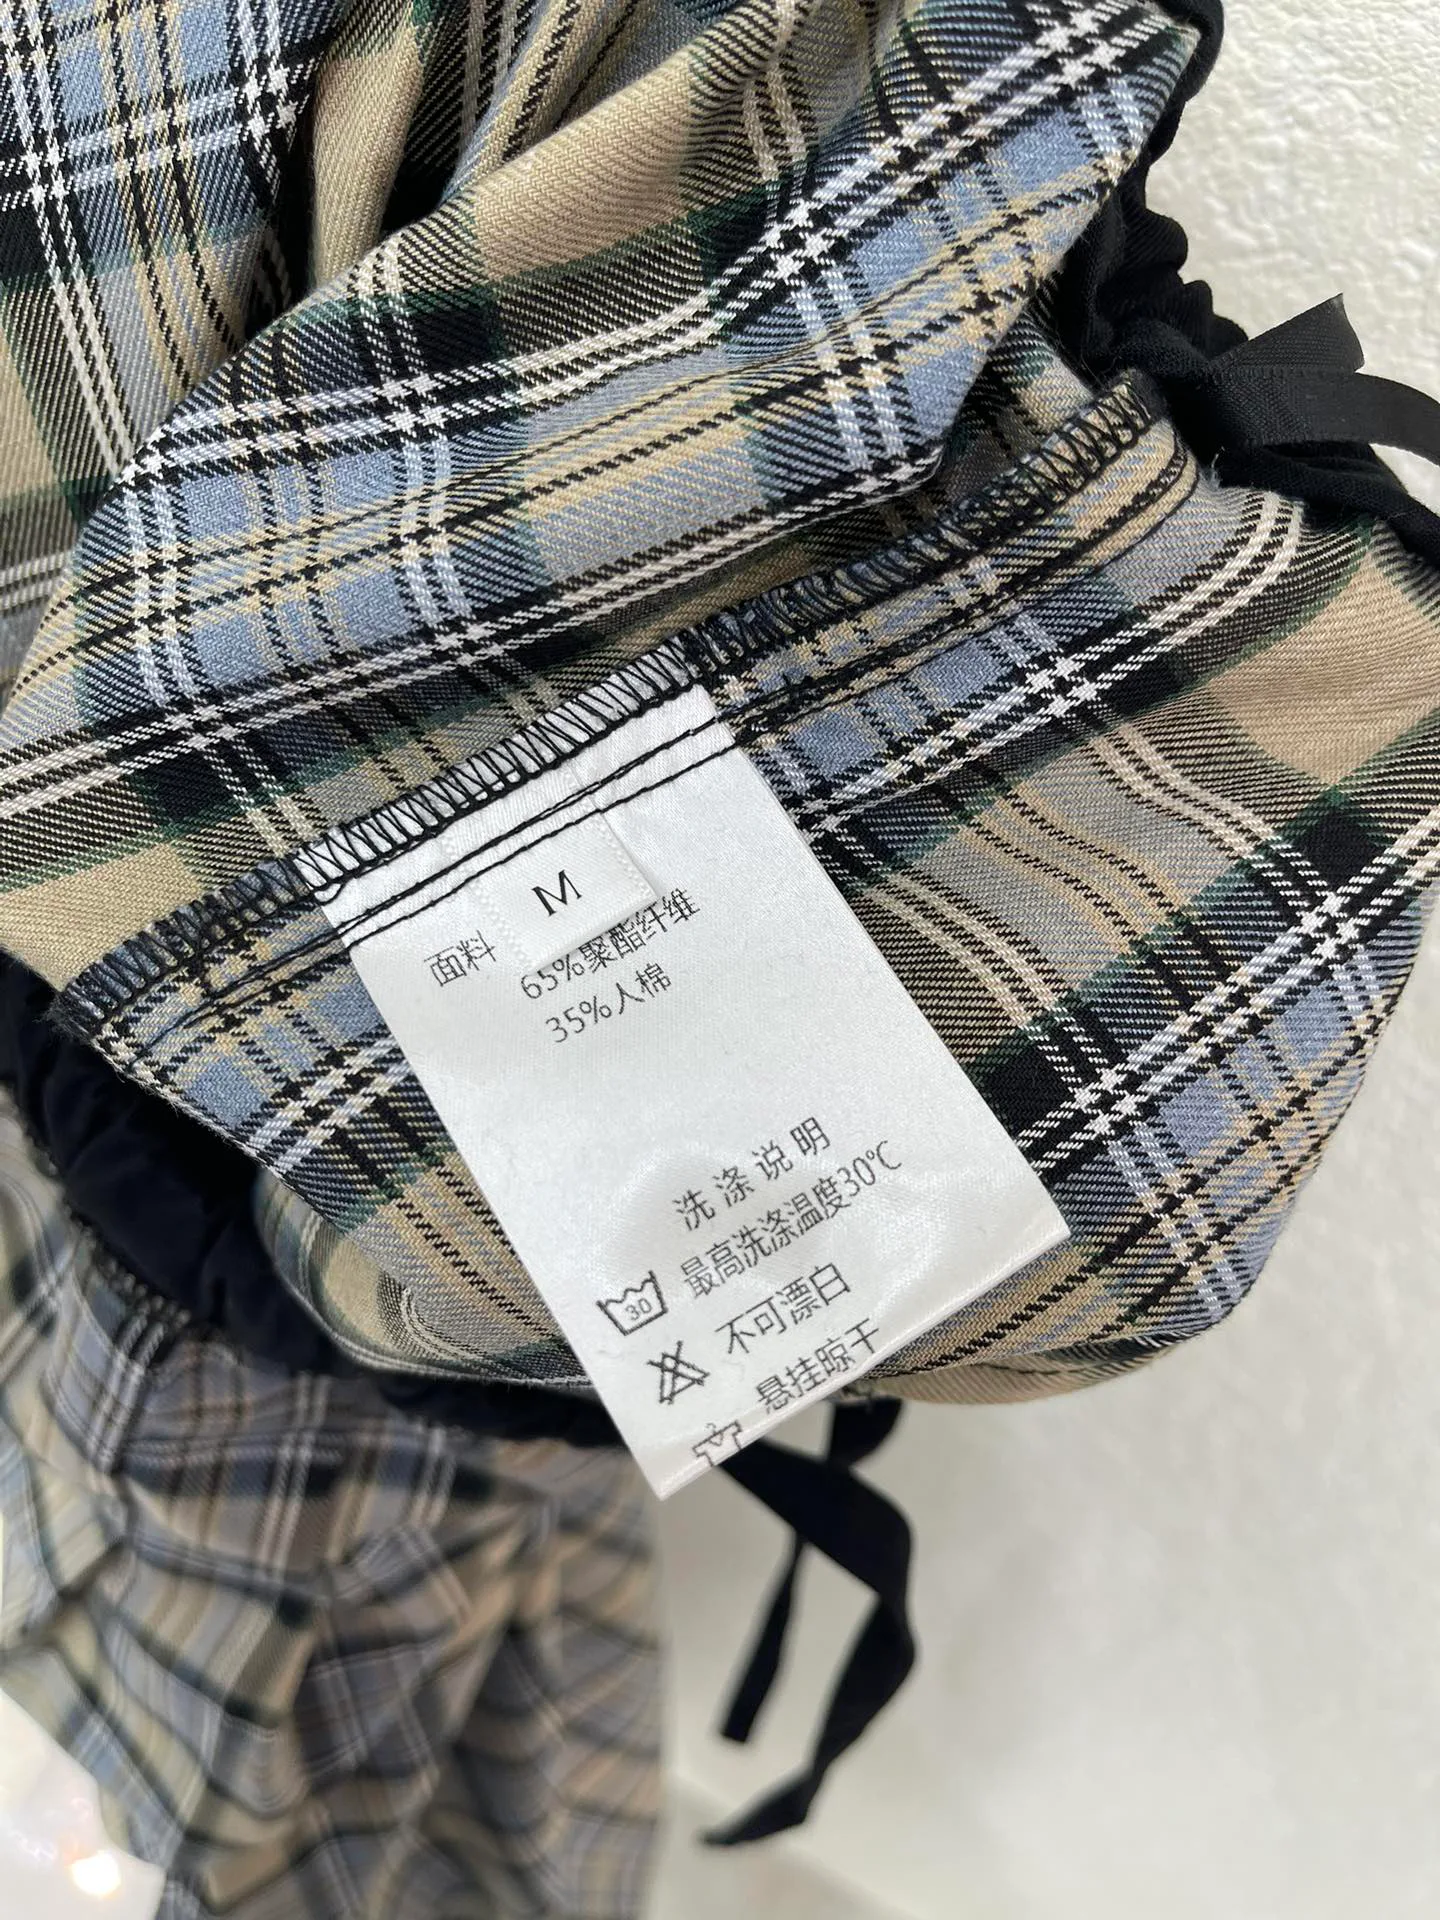 M
面料 65%聚酯纤维
35%人棉
洗涤说明
30 最高洗涤温度30℃
不可漂白
悬挂晾干